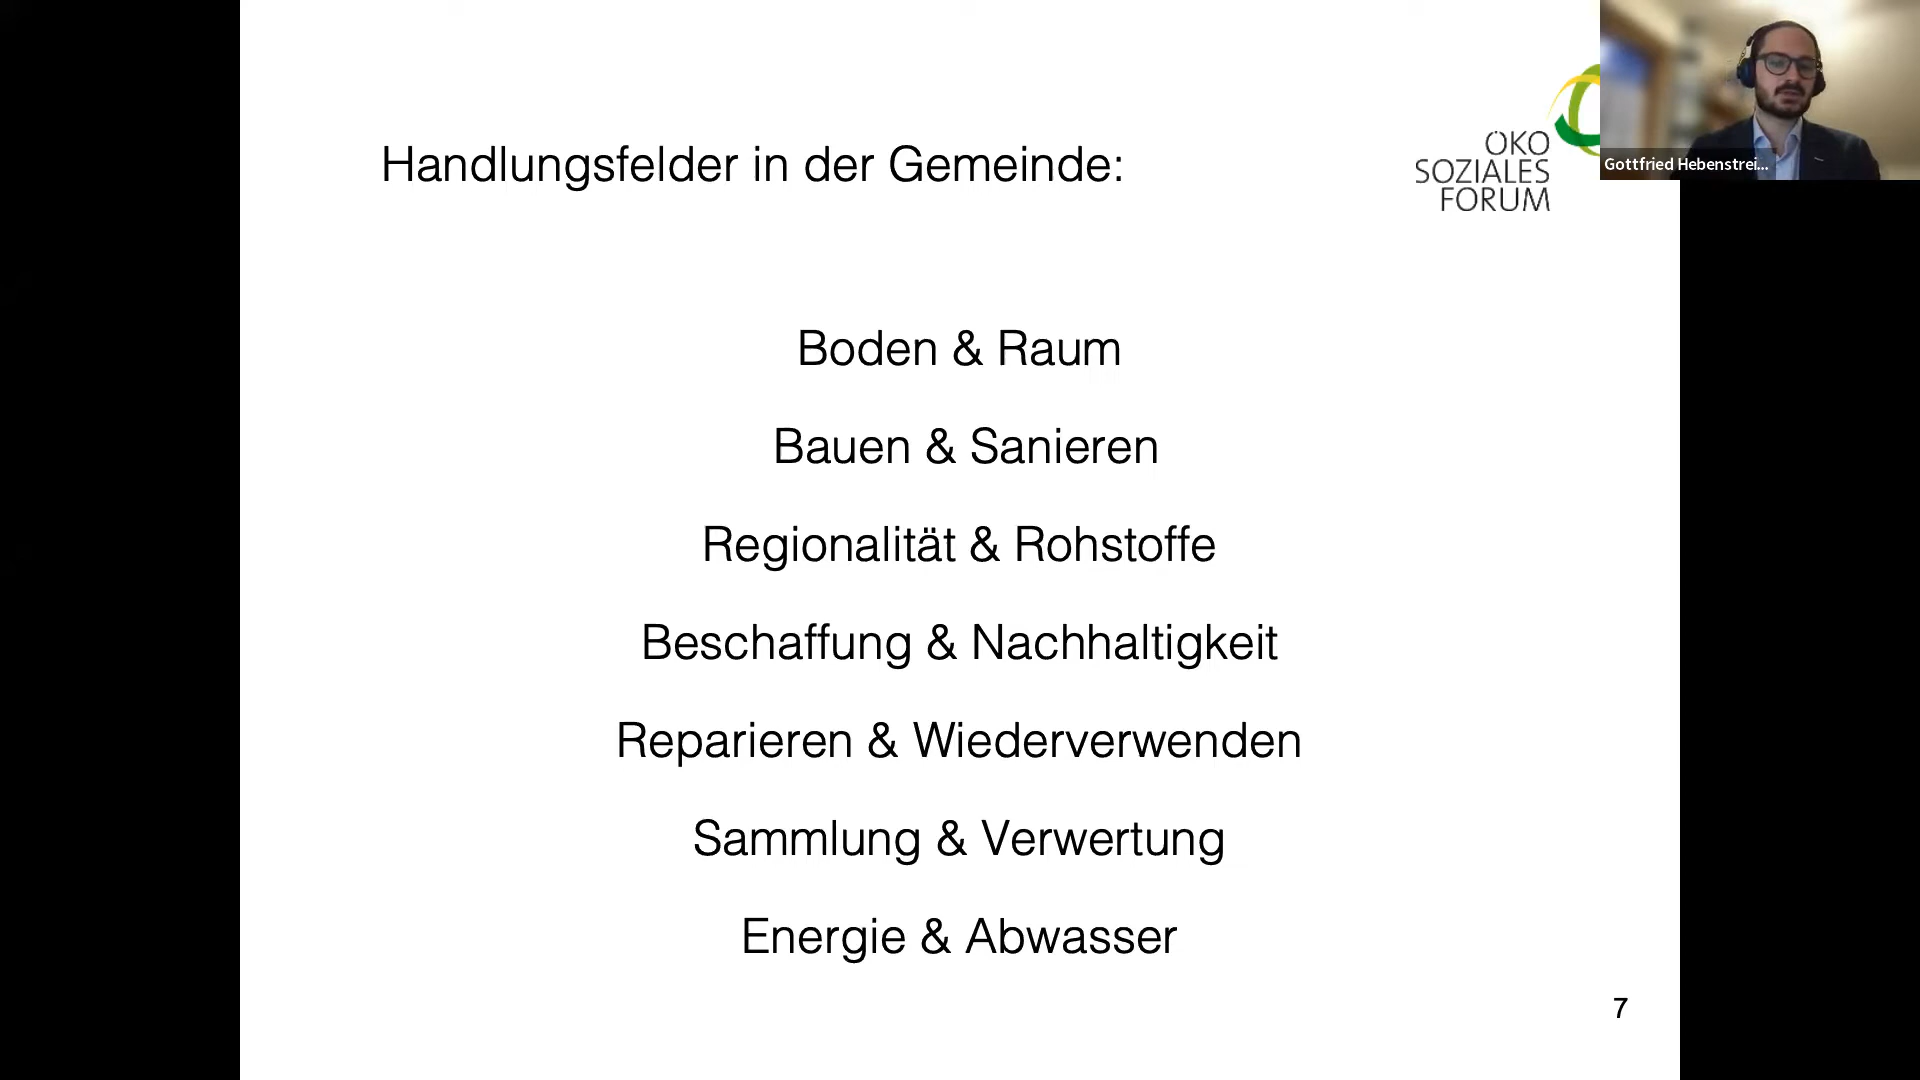 Handlungsfelder in der Gemeinde:
ÖKO
SOZIALES
FORUM
Gottfried Hebenstrei...
Boden & Raum
Bauen & Sanieren
Regionalität & Rohstoffe
Beschaffung & Nachhaltigkeit
Reparieren & Wiederverwenden
Sammlung & Verwertung
Energie & Abwasser
7